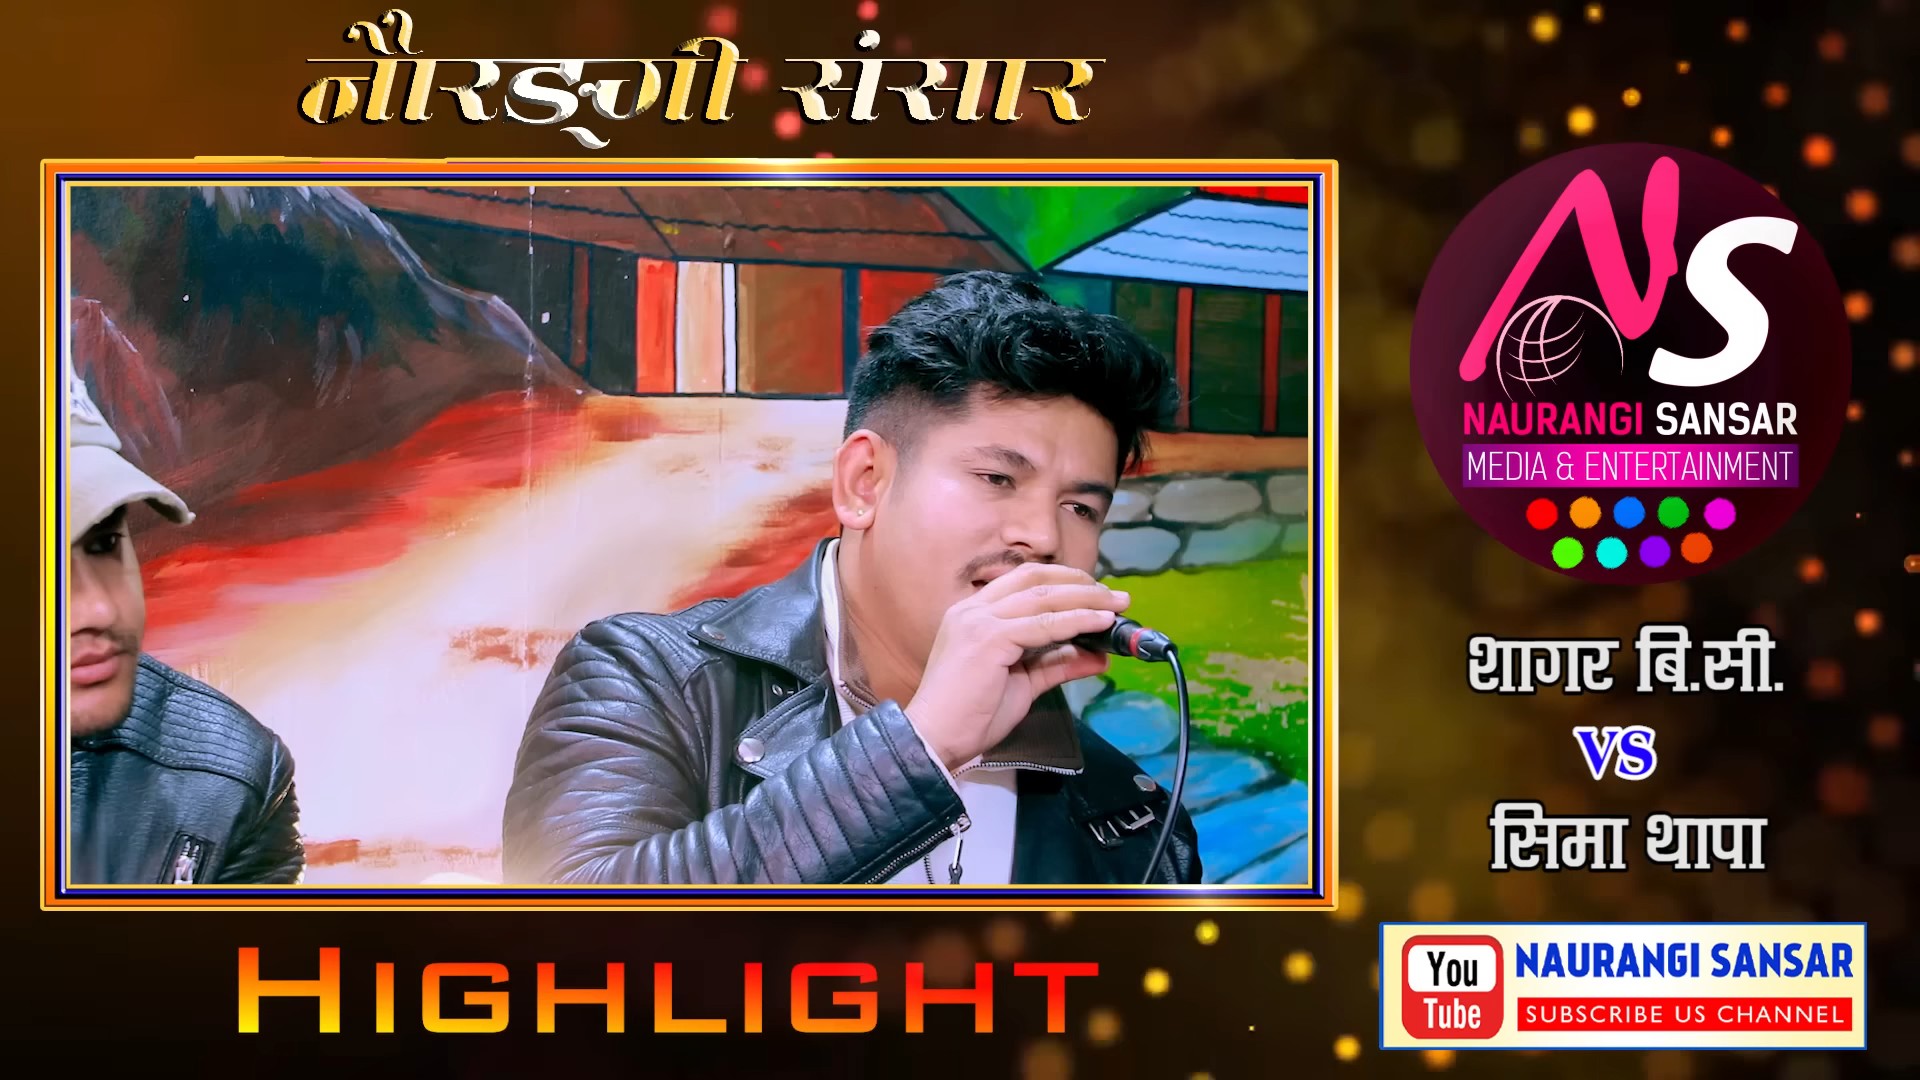 नौरङ्गी संसार
NS
NAURANGI SANSAR
MEDIA & ENTERTAINMENT
शागर बि.सी.
VS
सिमा थापा
HIGHLIGHT
You
Tube
NAURANGI SANSAR
SUBSCRIBE US CHANNEL